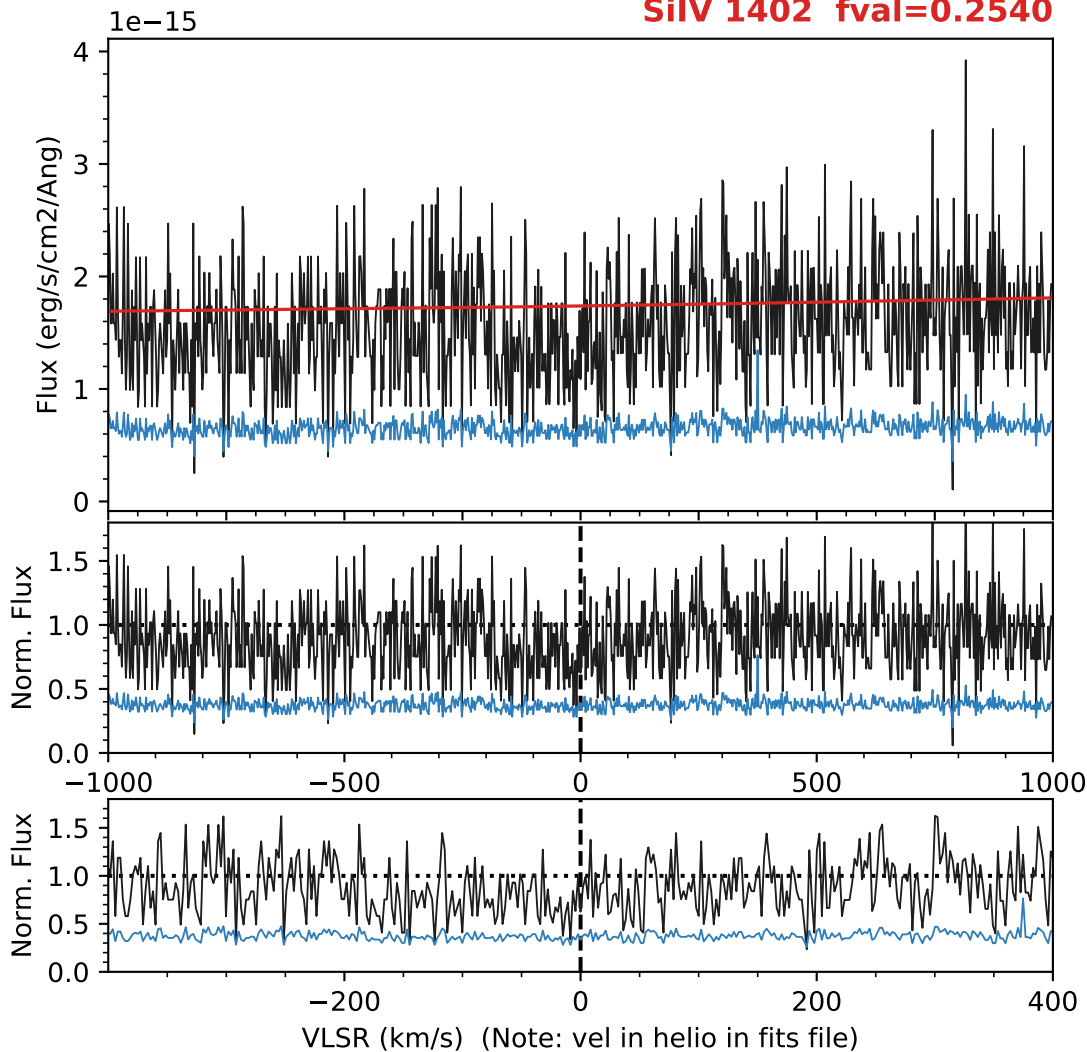 1e−15
SiIV 1402 fval=0.2540
4
3
2
1
0
Flux (erg/s/cm2/Ang)
1.5
1.0
0.5
0.0
Norm. Flux
−1000 −500 0 500 1000
1.5
1.0
0.5
0.0
Norm. Flux
−200 0 200 400
VLSR (km/s) (Note: vel in helio in fits file)